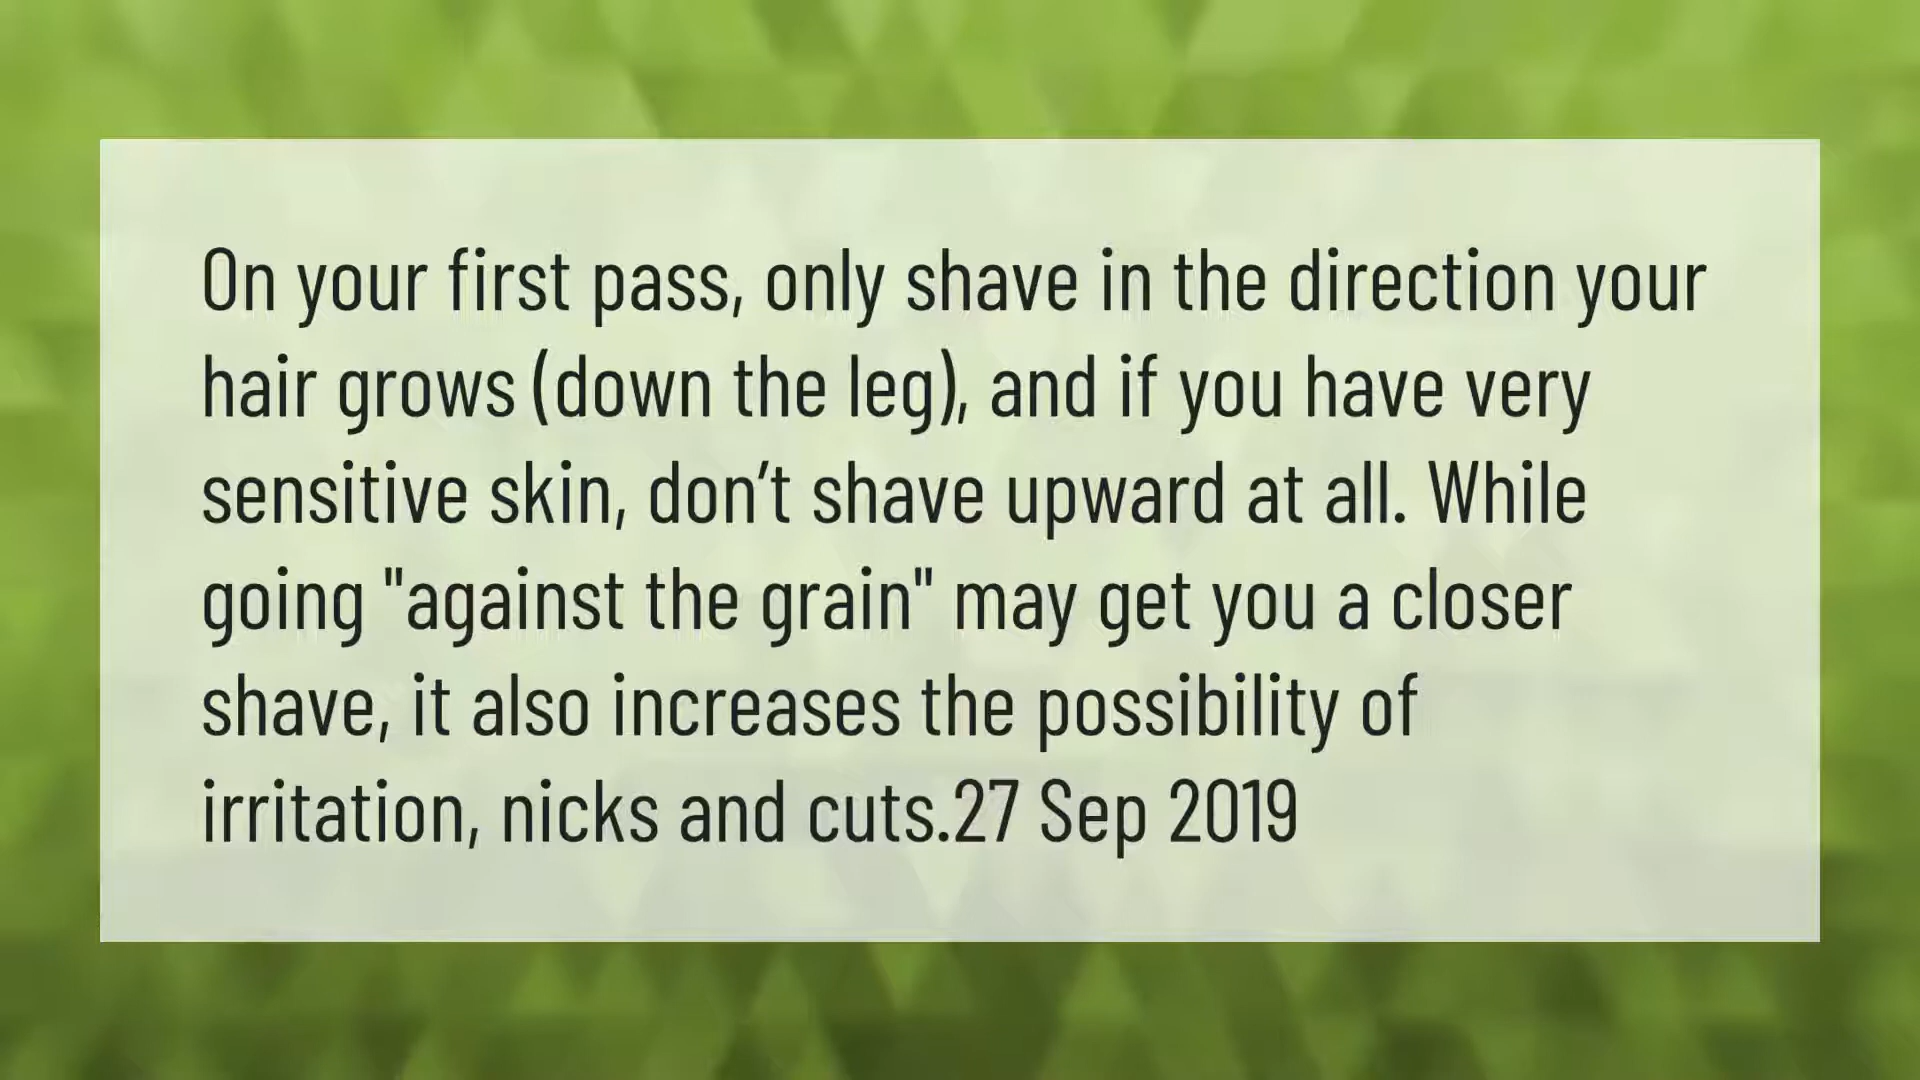 On your first pass, only shave in the direction your
hair grows (down the leg), and if you have very
sensitive skin, don’t shave upward at all. While
going "against the grain" may get you a closer
shave, it also increases the possibility of
irritation, nicks and cuts.27 Sep 2019